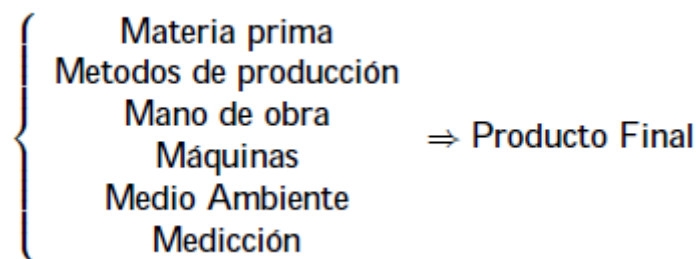 Materia prima
Metodos de producción
Mano de obra
Máquinas
Medio Ambiente
Medicción
⇒ Producto Final